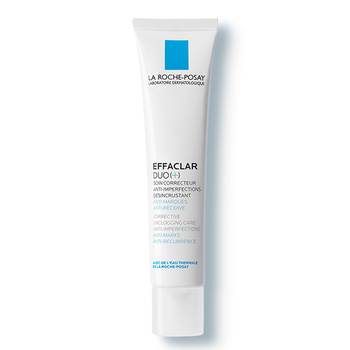 LA ROCHE-POSAY
LABORATOIRE DERMATOLOGIQUE
EFFACLAR
DUO(+)
SOIN CORRECTEUR
ANTI-IMPERFECTIONS
DÉSINCRUSTANT
ANTI-MARQUES
ANTI-RÉCIDIVE
CORRECTIVE
UNCLOGGING CARE
ANTI-IMPERFECTIONS
ANTI-MARKS
ANTI-RECURRENCE
AVEC DE L'EAU THERMALE
DE LA ROCHE-POSAY